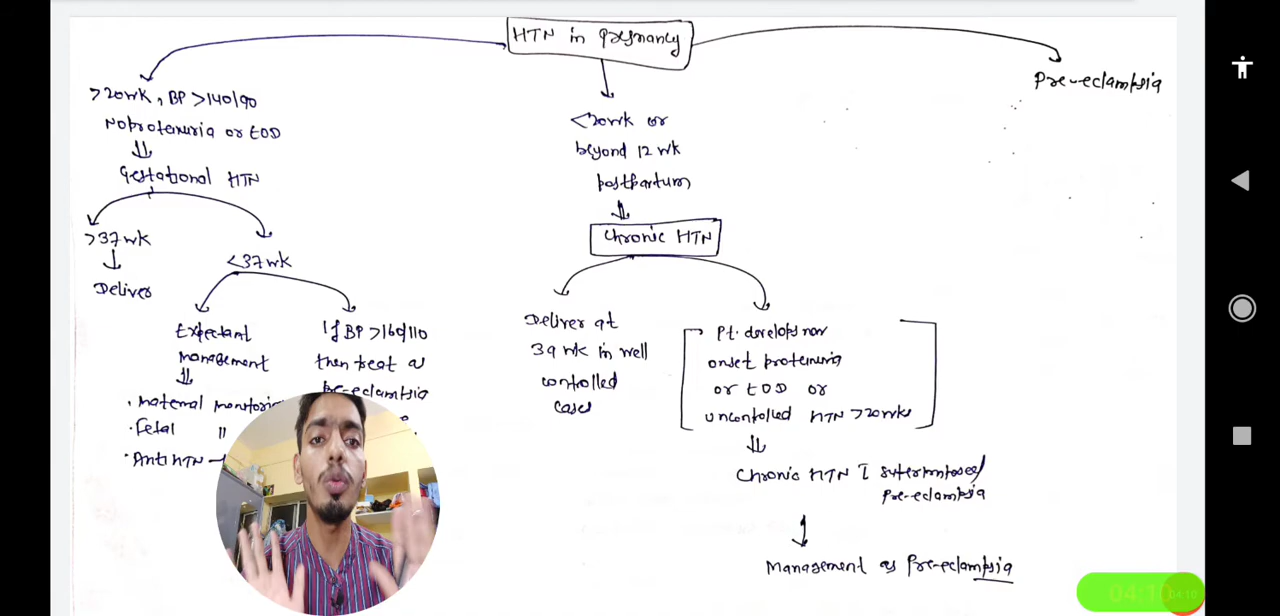 HTN in pregnancy
>20wk, BP >140/90
No proteinuria or EOD
Gestational HTN
>37wk
Deliver
<37wk
Expectant
management
. Maternal monitoring
. Fetal "
. Anti HTN
If BP >160/110
then treat as
pre-eclampsia
<20wk or
beyond 12 wk
postpartum
Chronic HTN
Deliver at
39 wk in well
controlled
cases
Pt. develops new
onset proteinuria
or EOD or
uncontrolled HTN >20wks
Chronic HTN superimposed
pre-eclampsia
Management as Pre-eclampsia
Pre-eclampsia
04:10